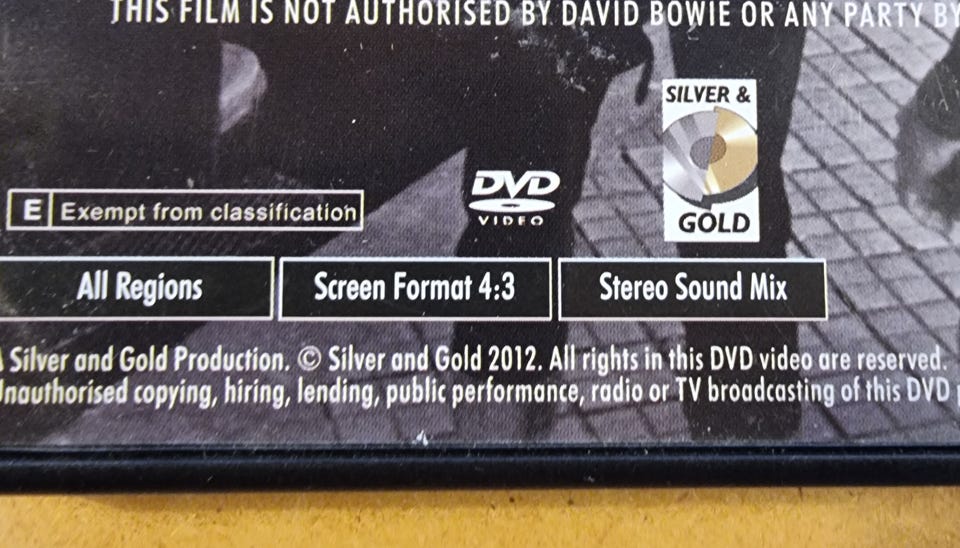 THIS FILM IS NOT AUTHORISED BY DAVID BOWIE OR ANY PARTY BY
SILVER &
GOLD
DVD
VIDEO
E Exempt from classification
All Regions Screen Format 4:3 Stereo Sound Mix
A Silver and Gold Production. © Silver and Gold 2012. All rights in this DVD video are reserved.
Unauthorised copying, hiring, lending, public performance, radio or TV broadcasting of this DVD